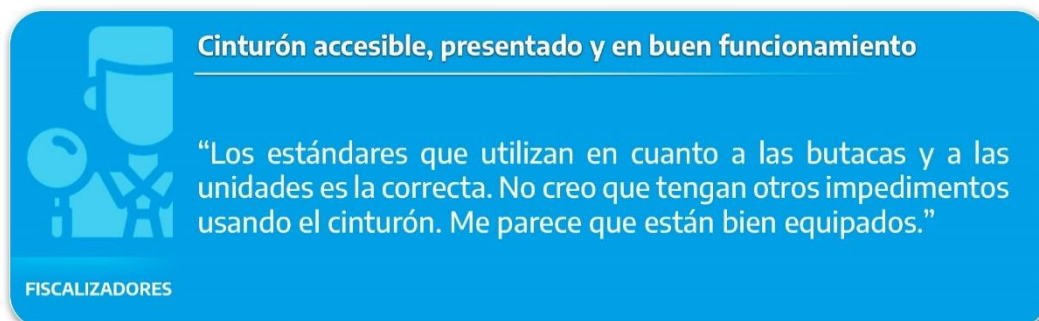 Cinturón accesible, presentado y en buen funcionamiento
“Los estándares que utilizan en cuanto a las butacas y a las
unidades es la correcta. No creo que tengan otros impedimentos
usando el cinturón. Me parece que están bien equipados.”
FISCALIZADORES